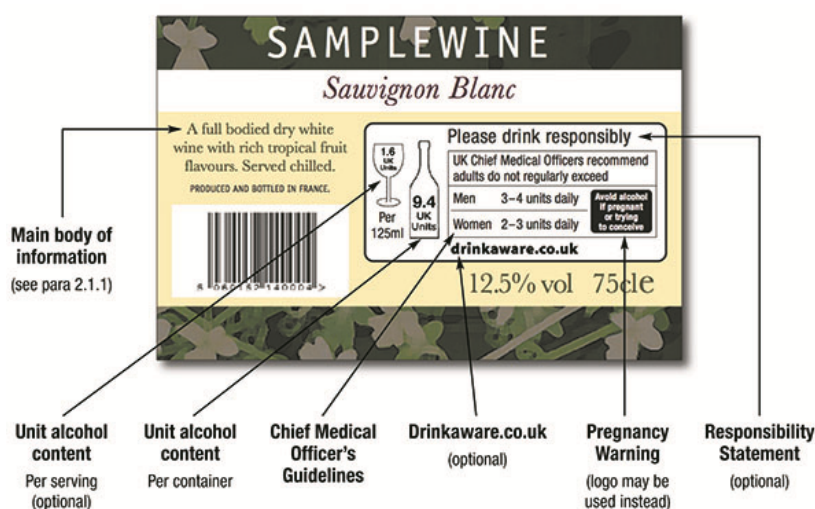 SAMPLEWINE
Sauvignon Blanc
A full bodied dry white
wine with rich tropical fruit
flavours. Served chilled.
PRODUCED AND BOTTLED IN FRANCE.
1.6
UK
Units
Per
125ml
9.4
UK
Units
Please drink responsibly
UK Chief Medical Officers recommend
adults do not regularly exceed
Men 3–4 units daily
Women 2–3 units daily
Avoid alcohol
if pregnant
or trying
to conceive
drinkaware.co.uk
12.5% vol 75cle
Main body of
information
(see para 2.1.1)
Unit alcohol
content
Per serving
(optional)
Unit alcohol
content
Per container
Chief Medical
Officer's
Guidelines
Drinkaware.co.uk
(optional)
Pregnancy
Warning
(logo may be
used instead)
Responsibility
Statement
(optional)